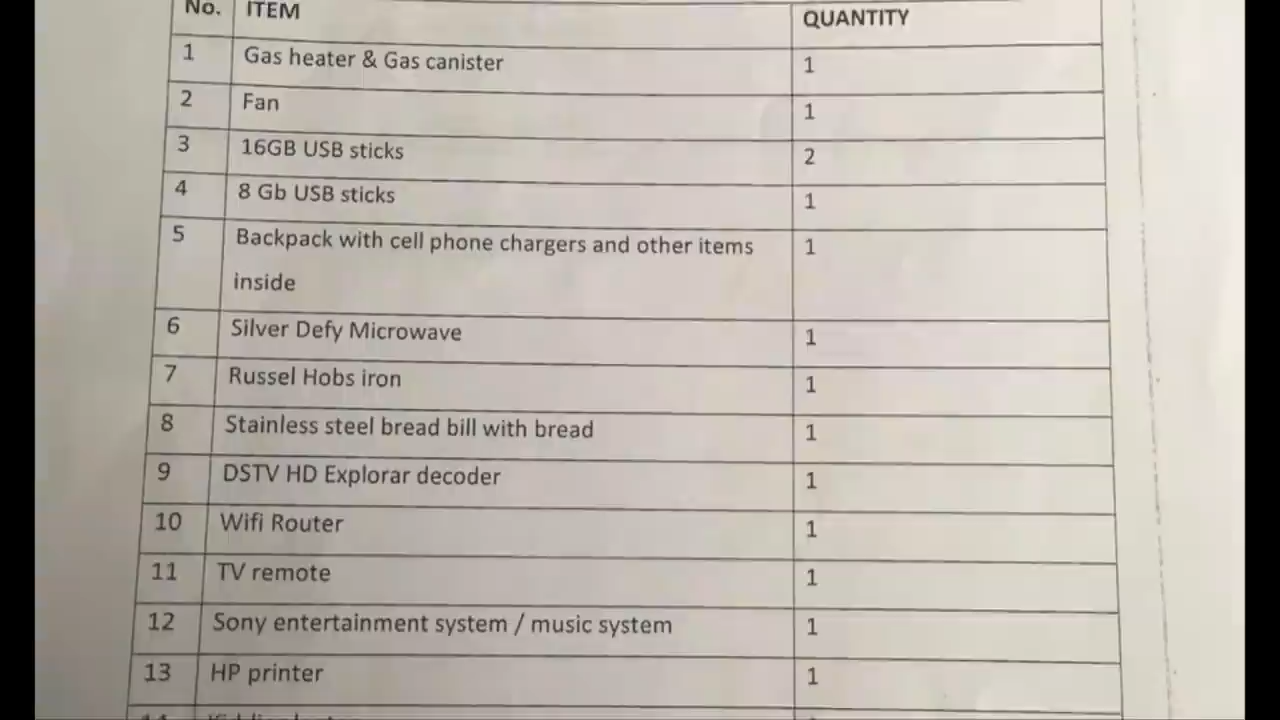 No. ITEM QUANTITY
1 Gas heater & Gas canister 1
2 Fan 1
3 16GB USB sticks 2
4 8 Gb USB sticks 1
5 Backpack with cell phone chargers and other items 1
inside
6 Silver Defy Microwave 1
7 Russel Hobs iron 1
8 Stainless steel bread bill with bread 1
9 DSTV HD Explorar decoder 1
10 Wifi Router 1
11 TV remote 1
12 Sony entertainment system / music system 1
13 HP printer 1
14